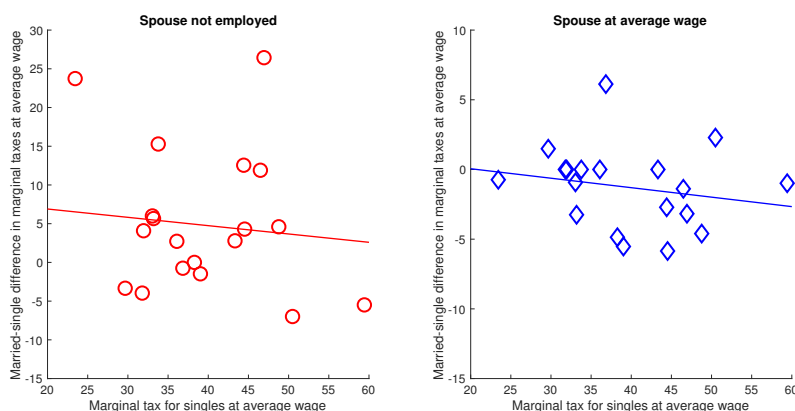 Spouse not employed
Married-single difference in marginal taxes at average wage
30
25
20
15
10
5
0
-5
-10
-15
20 25 30 35 40 45 50 55 60
Marginal tax for singles at average wage
Spouse at average wage
Married-single difference in marginal taxes at average wage
10
5
0
-5
-10
-15
20 25 30 35 40 45 50 55 60
Marginal tax for singles at average wage